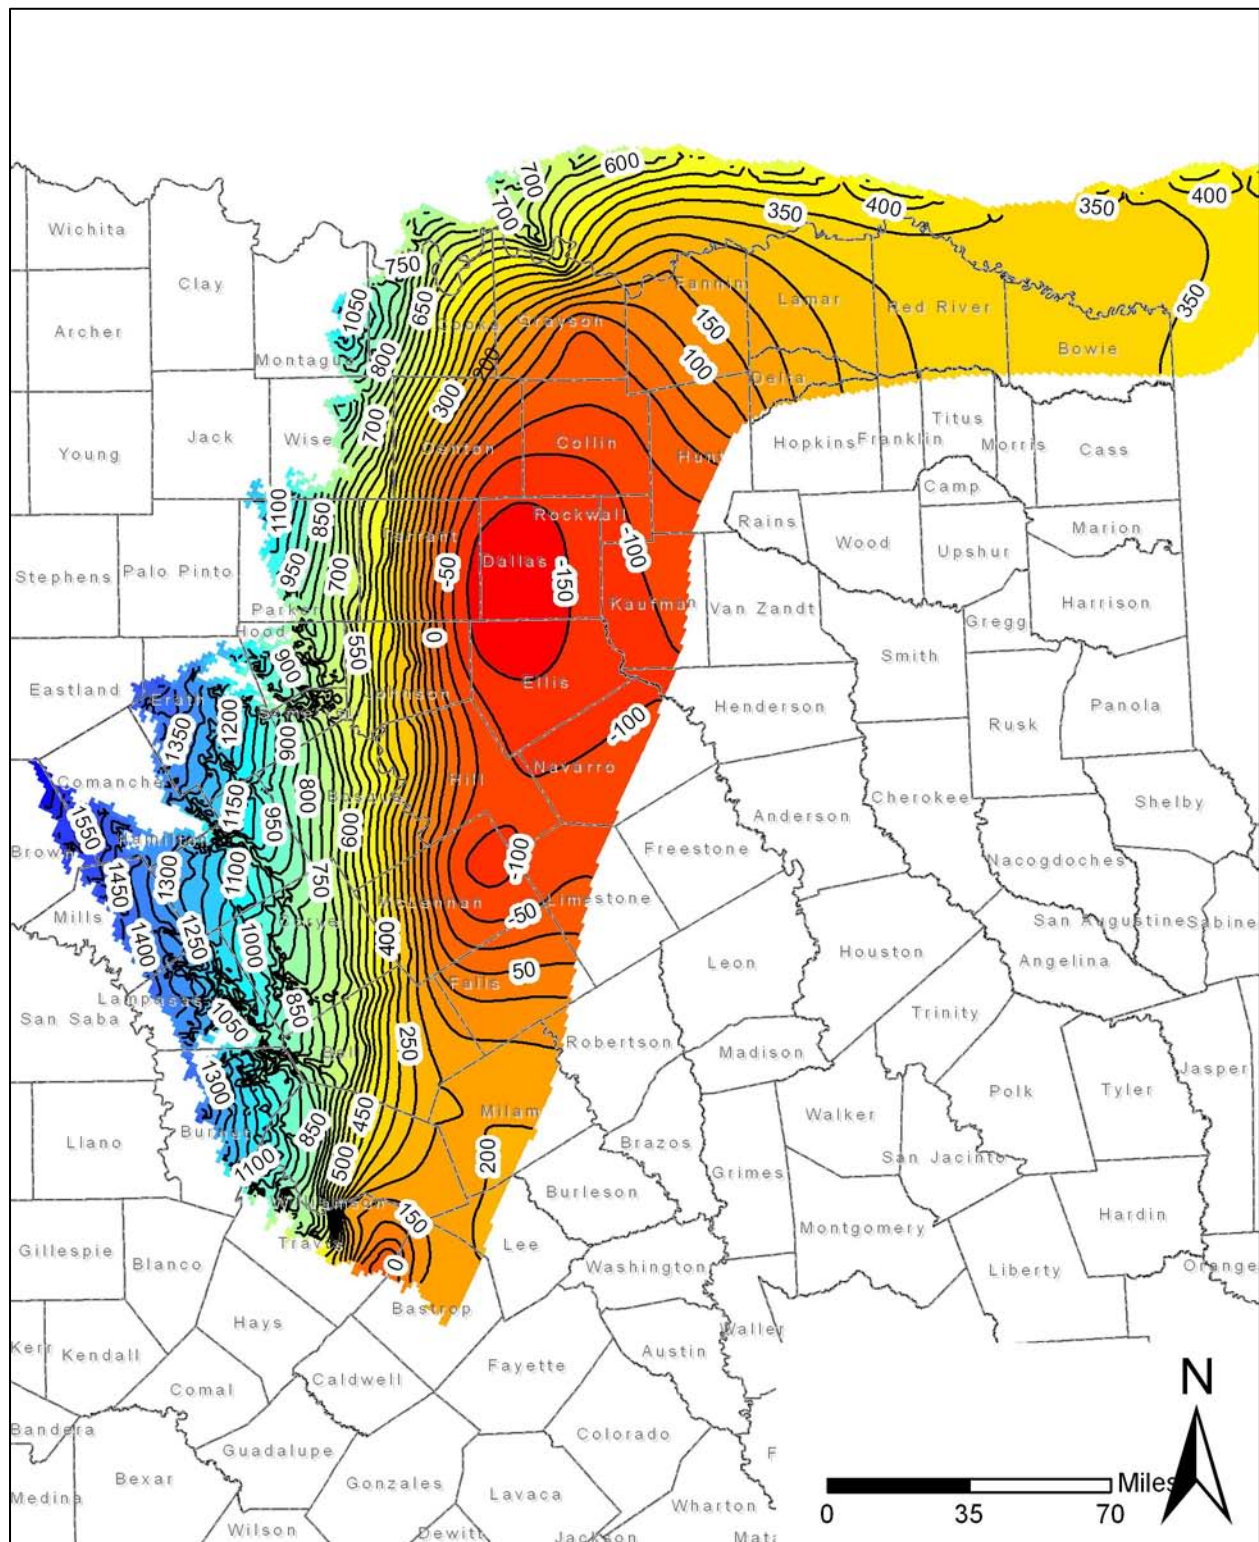 600
700
700
400
350
350
400
Wichita
Clay
750
350
Fannin
Archer
1050
650
Cooke
Grayson
150
Lamar
Red River
Bowie
Montague
800
200
100
Delta
300
700
Jack
Wise
Denton
Collin
Hunt
Hopkins
Franklin
Titus
Morris
Cass
Young
1100
850
Camp
Rockwall
Rains
Wood
Marion
Upshur
Tarrant
-50
Dallas
-150
-100
Stephens
Palo Pinto
950
700
Kaufman
Van Zandt
Harrison
Parker
Hood
Gregg
0
550
900
Smith
Eastland
Erath
Johnson
Ellis
Henderson
Rusk
Panola
1350
1200
900
-100
Comanche
Hill
Navarro
1550
1150
950
800
Bosque
600
Anderson
Cherokee
Shelby
Brown
Hamilton
Freestone
Nacogdoches
1450
1300
1100
750
-100
McLennan
Limestone
-50
Mills
Coryell
San Augustine
Sabine
1400
1250
1000
400
Houston
Angelina
Leon
50
Falls
Lampasas
San Saba
1050
850
Trinity
Bell
250
Robertson
Madison
Jasper
1300
Milam
Polk
Tyler
Llano
Burnet
850
450
Walker
Brazos
1100
500
200
Grimes
San Jacinto
Burleson
Williamson
150
Montgomery
Hardin
Gillespie
Blanco
Travis
0
Lee
Washington
Liberty
Orange
Bastrop
Hays
Waller
Kerr
Kendall
Austin
Fayette
Comal
Caldwell
N
Bandera
Guadalupe
Colorado
F
Medina
Bexar
Gonzales
Lavaca
Wharton
Miles
0
35
70
Wilson
Dewitt
Jackson
Mata